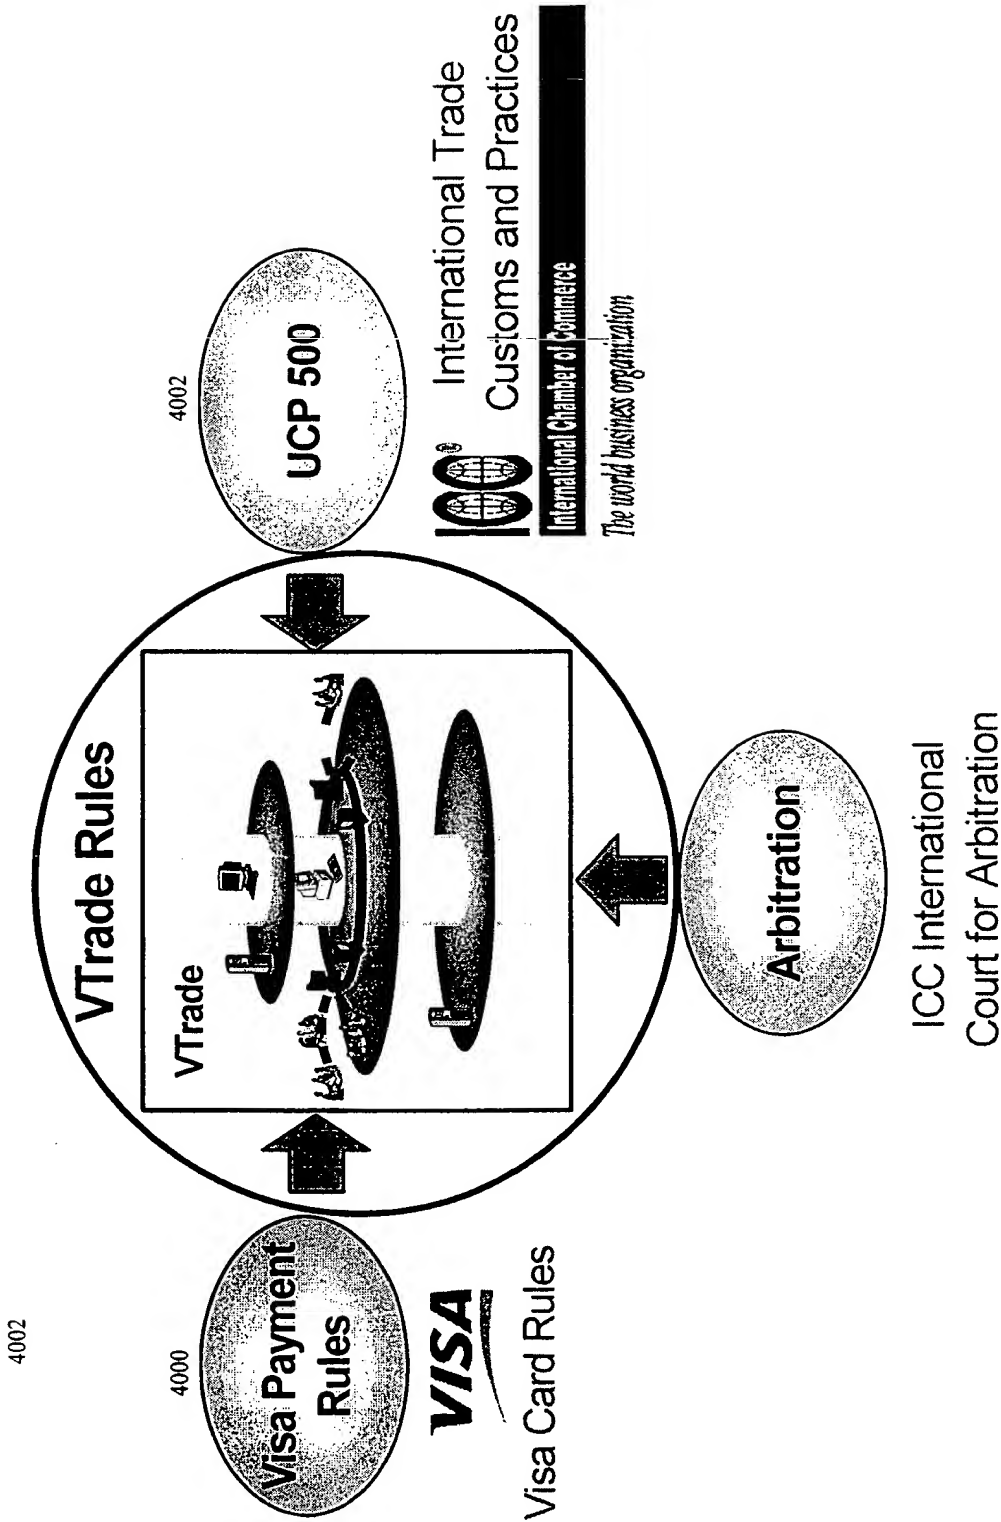 4002
4000
Visa Payment
Rules
VISA
Visa Card Rules
VTrade Rules
VTrade
4002
UCP 500
ICC
International Trade
Customs and Practices
International Chamber of Commerce
The world business organization
Arbitration
ICC International
Court for Arbitration